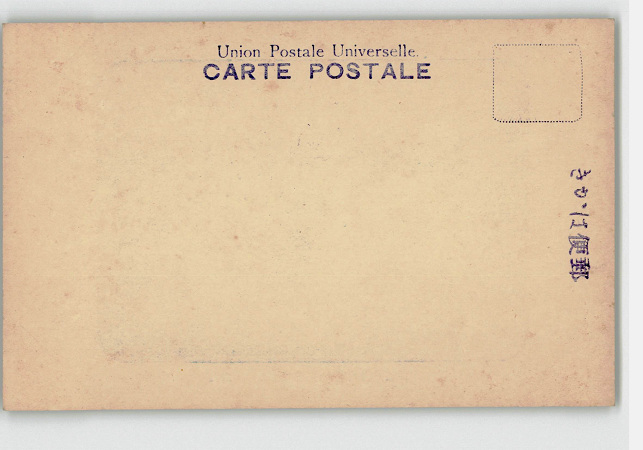 Union Postale Universelle.
CARTE POSTALE
郵便はがき